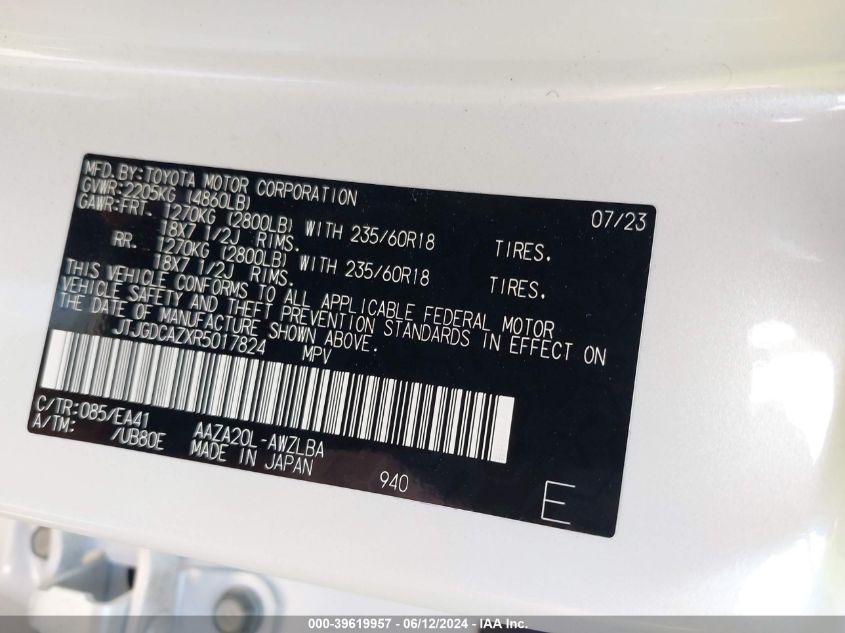 MFD. BY:TOYOTA MOTOR CORPORATION 07/23
GVWR:2205KG (4860LB)
GAWR:FRT. 1270KG (2800LB) WITH 235/60R18 TIRES.
18X7 1/2J RIMS.
RR. 1270KG (2800LB) WITH 235/60R18 TIRES.
18X7 1/2J RIMS.
THIS VEHICLE CONFORMS TO ALL APPLICABLE FEDERAL MOTOR
VEHICLE SAFETY AND THEFT PREVENTION STANDARDS IN EFFECT ON
THE DATE OF MANUFACTURE SHOWN ABOVE.
JTJGDCAZXR5017824 MPV
C/TR:085/EA41 AAZA20L-AWZLBA
A/TM: /UB80E MADE IN JAPAN 940 E
000-39619957 - 06/12/2024 - IAA Inc.